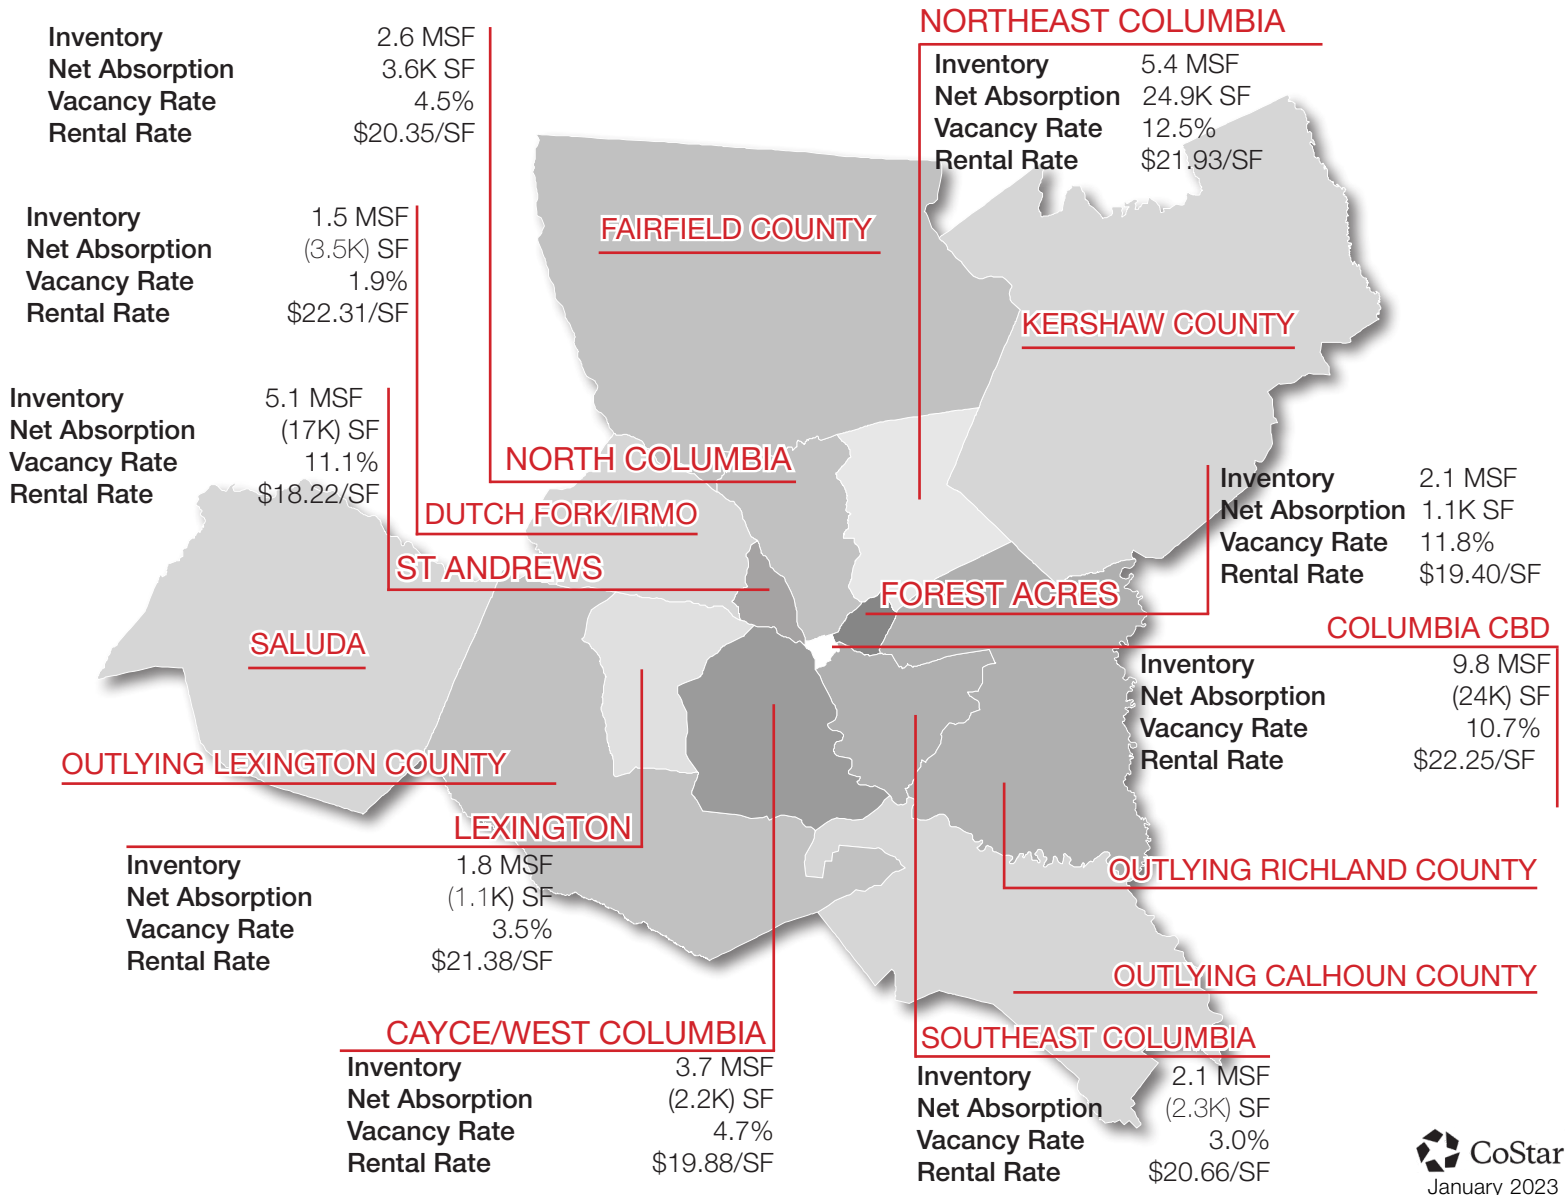 Inventory 2.6 MSF
Net Absorption 3.6K SF
Vacancy Rate 4.5%
Rental Rate $20.35/SF
NORTHEAST COLUMBIA
Inventory 5.4 MSF
Net Absorption 24.9K SF
Vacancy Rate 12.5%
Rental Rate $21.93/SF
Inventory 1.5 MSF
Net Absorption (3.5K) SF
Vacancy Rate 1.9%
Rental Rate $22.31/SF
FAIRFIELD COUNTY
KERSHAW COUNTY
Inventory 5.1 MSF
Net Absorption (17K) SF
Vacancy Rate 11.1%
Rental Rate $18.22/SF
NORTH COLUMBIA
DUTCH FORK/IRMO
ST ANDREWS
Inventory 2.1 MSF
Net Absorption 1.1K SF
Vacancy Rate 11.8%
Rental Rate $19.40/SF
FOREST ACRES
COLUMBIA CBD
Inventory 9.8 MSF
Net Absorption (24K) SF
Vacancy Rate 10.7%
Rental Rate $22.25/SF
SALUDA
OUTLYING LEXINGTON COUNTY
LEXINGTON
Inventory 1.8 MSF
Net Absorption (1.1K) SF
Vacancy Rate 3.5%
Rental Rate $21.38/SF
OUTLYING RICHLAND COUNTY
OUTLYING CALHOUN COUNTY
CAYCE/WEST COLUMBIA
Inventory 3.7 MSF
Net Absorption (2.2K) SF
Vacancy Rate 4.7%
Rental Rate $19.88/SF
SOUTHEAST COLUMBIA
Inventory 2.1 MSF
Net Absorption (2.3K) SF
Vacancy Rate 3.0%
Rental Rate $20.66/SF
CoStar
January 2023